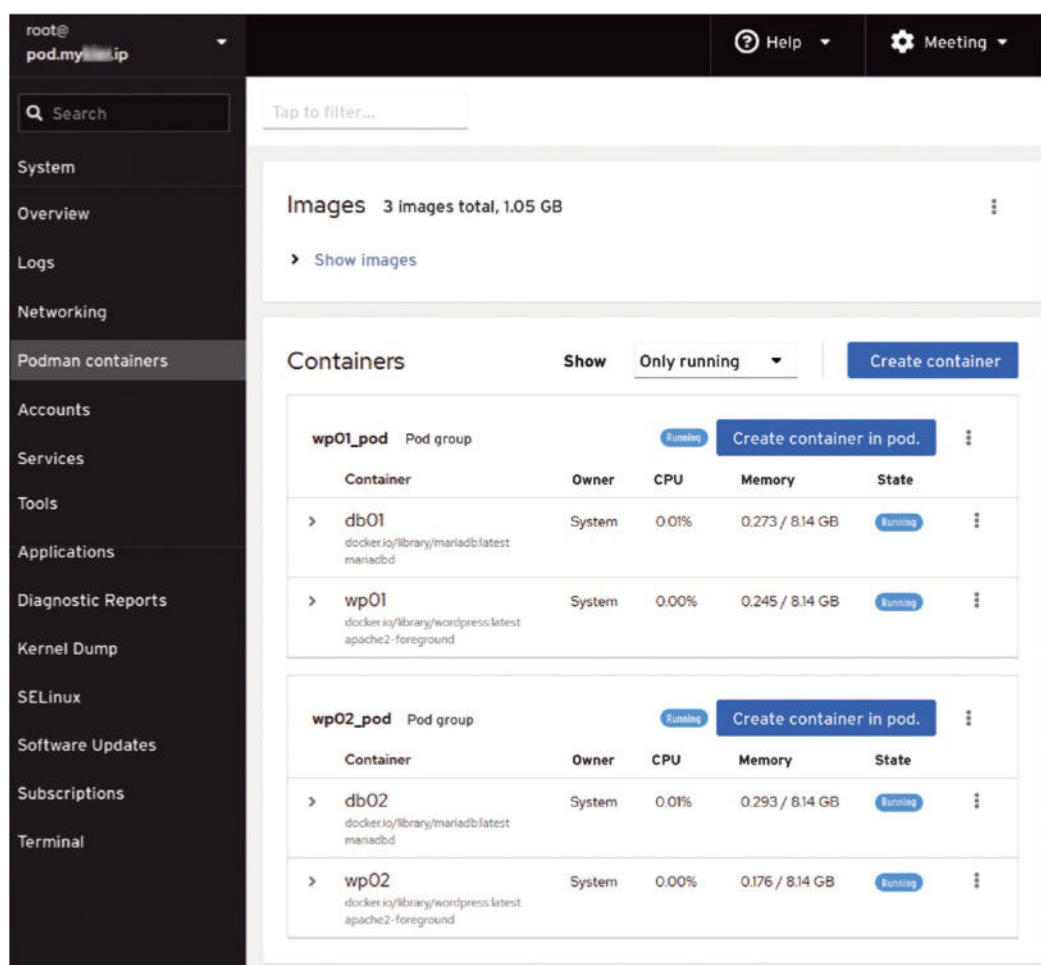 root@
pod.my ip
Help
Meeting
Search
Tap to filter...
System
Overview
Logs
Networking
Podman containers
Accounts
Services
Tools
Applications
Diagnostic Reports
Kernel Dump
SELinux
Software Updates
Subscriptions
Terminal
Images 3 images total, 1.05 GB
Show images
Containers Show Only running Create container
wp01_pod Pod group Running Create container in pod.
Container Owner CPU Memory State
db01 System 0.01% 0.273 / 8.14 GB Running
docker.io/library/mariadb:latest
mariadbd
wp01 System 0.00% 0.245 / 8.14 GB Running
docker.io/library/wordpress:latest
apache2-foreground
wp02_pod Pod group Running Create container in pod.
Container Owner CPU Memory State
db02 System 0.01% 0.293 / 8.14 GB Running
docker.io/library/mariadb:latest
mariadbd
wp02 System 0.00% 0.176 / 8.14 GB Running
docker.io/library/wordpress:latest
apache2-foreground